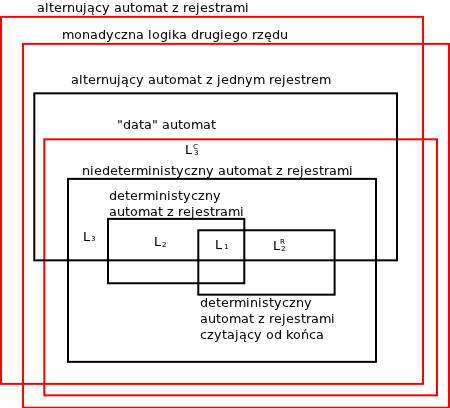 alternujący automat z rejestrami
monadyczna logika drugiego rzędu
alternujący automat z jednym rejestrem
"data" automat
L₃ᶜ
niedeterministyczny automat z rejestrami
deterministyczny
automat z rejestrami
L₃ L₂ L₁ L₂ᴿ
deterministyczny
automat z rejestrami
czytający od końca